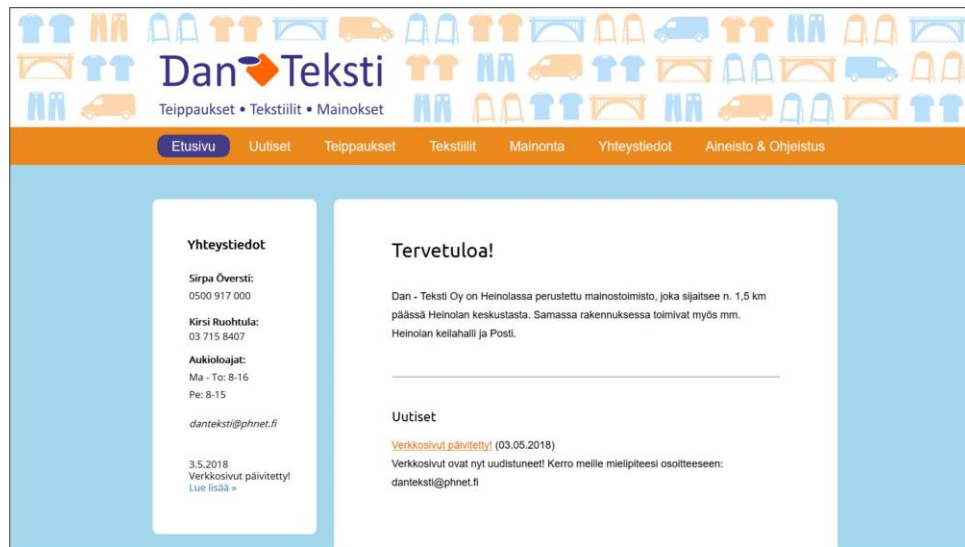 Dan Teksti
Teippaukset • Tekstiilit • Mainokset
Etusivu Uutiset Teippaukset Tekstiilit Mainonta Yhteystiedot Aineisto & Ohjeistus
Yhteystiedot
Sirpa Översti:
0500 917 000
Kirsi Ruohtula:
03 715 8407
Aukioloajat:
Ma - To: 8-16
Pe: 8-15
danteksti@phnet.fi
3.5.2018
Verkkosivut päivitetty!
Lue lisää »
Tervetuloa!
Dan - Teksti Oy on Heinolassa perustettu mainostoimisto, joka sijaitsee n. 1,5 km
päässä Heinolan keskustasta. Samassa rakennuksessa toimivat myös mm.
Heinolan keilahalli ja Posti.
Uutiset
Verkkosivut päivitetty! (03.05.2018)
Verkkosivut ovat nyt uudistuneet! Kerro meille mielipiteesi osoitteeseen:
danteksti@phnet.fi